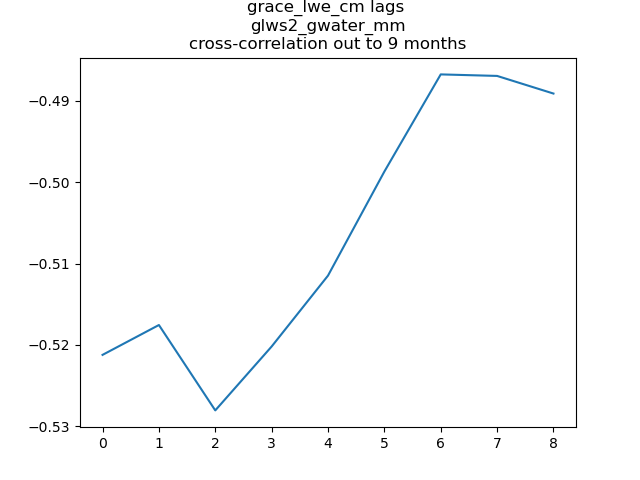 grace_lwe_cm lags
glws2_gwater_mm
cross-correlation out to 9 months
−0.49
−0.50
−0.51
−0.52
−0.53
0 1 2 3 4 5 6 7 8